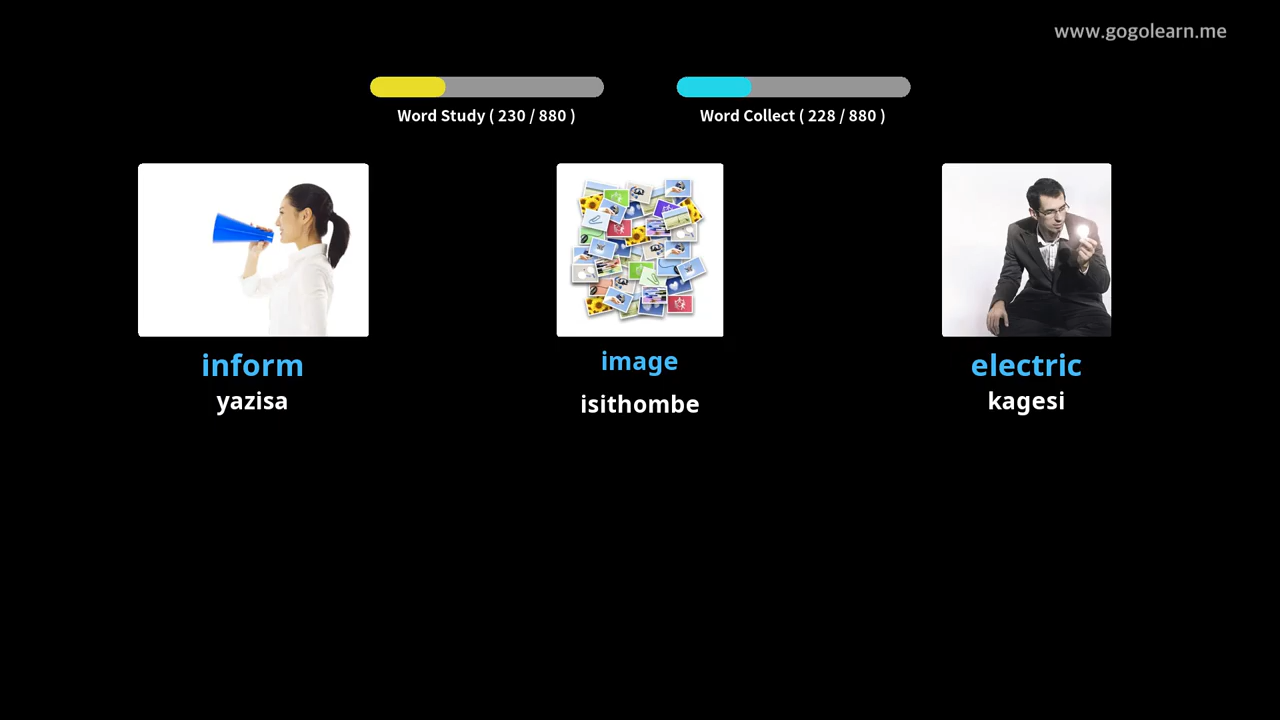 www.gogolearn.me
Word Study ( 230 / 880 )
Word Collect ( 228 / 880 )
inform
yazisa
image
isithombe
electric
kagesi